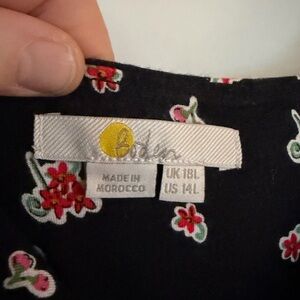 Boden
MADE IN
MOROCCO
UK 18L
US 14L